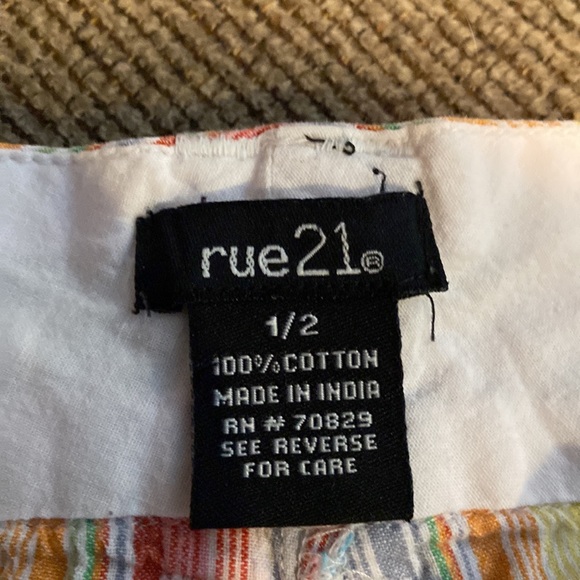 rue21®
1/2
100% COTTON
MADE IN INDIA
RN # 70829
SEE REVERSE
FOR CARE